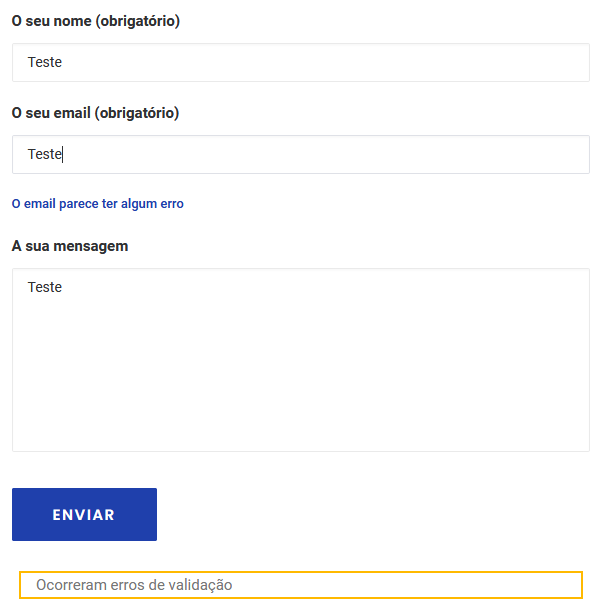 O seu nome (obrigatório)
Teste
O seu email (obrigatório)
Teste
O email parece ter algum erro
A sua mensagem
Teste
ENVIAR
Ocorreram erros de validação